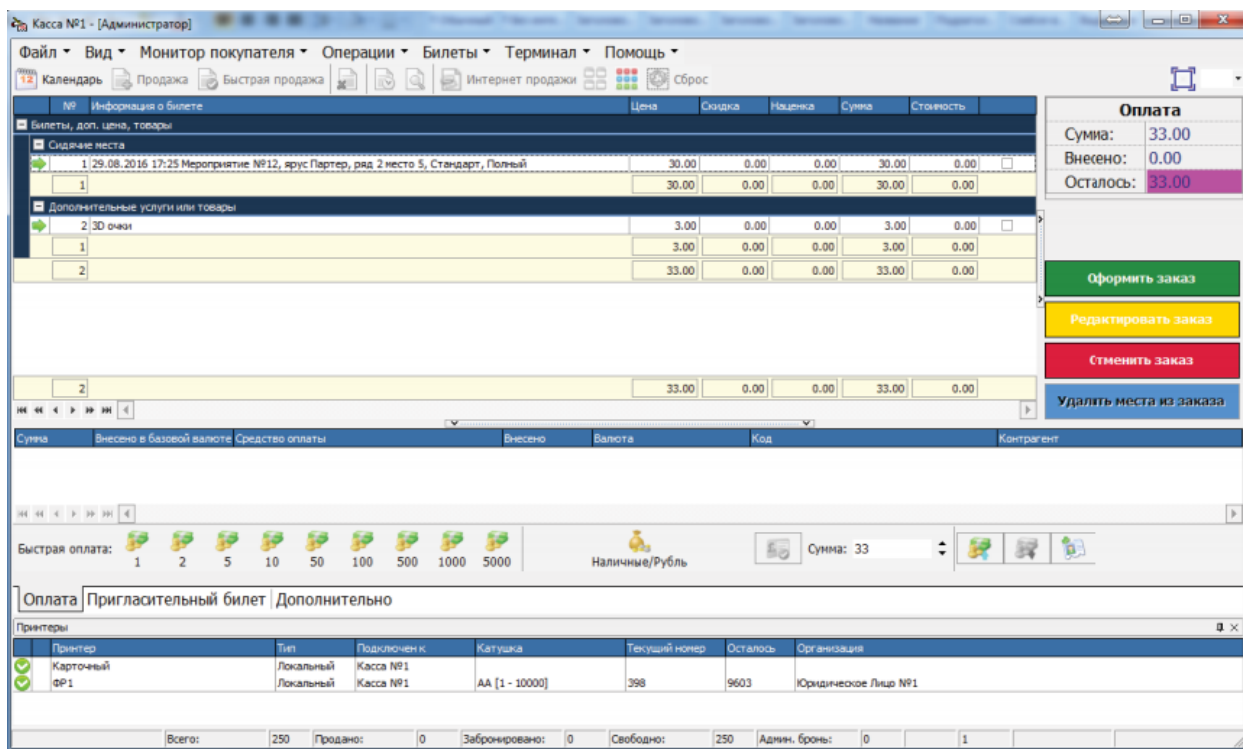 Касса №1 - [Администратор]
Файл Вид Монитор покупателя Операции Билеты Терминал Помощь
12 Календарь Продажа Быстрая продажа Интернет продажи Сброс
№ Информация о билете Цена Скидка Наценка Сумма Стоимость
Билеты, доп. цена, товары
Сидячие места
1 29.08.2016 17:25 Мероприятие №12, ярус Партер, ряд 2 место 5, Стандарт, Полный 30.00 0.00 0.00 30.00 0.00
1 30.00 0.00 0.00 30.00 0.00
Дополнительные услуги или товары
2 3D очки 3.00 0.00 0.00 3.00 0.00
1 3.00 0.00 0.00 3.00 0.00
2 33.00 0.00 0.00 33.00 0.00
2 33.00 0.00 0.00 33.00 0.00
Оплата
Сумма: 33.00
Внесено: 0.00
Осталось: 33.00
Оформить заказ
Редактировать заказ
Отменить заказ
Удалить места из заказа
Сумма Внесено в базовой валюте Средство оплаты Внесено Валюта Код Контрагент
Быстрая оплата: 1 2 5 10 50 100 500 1000 5000 Наличные/Рубль Сумма: 33
Оплата Пригласительный билет Дополнительно
Принтеры
Принтер Тип Подключен к Катушка Текущий номер Осталось Организация
Карточный Локальный Касса №1
ФР1 Локальный Касса №1 АА [1 - 10000] 398 9603 Юридическое Лицо №1
Всего: 250 Продано: 0 Забронировано: 0 Свободно: 250 Админ. бронь: 0 1